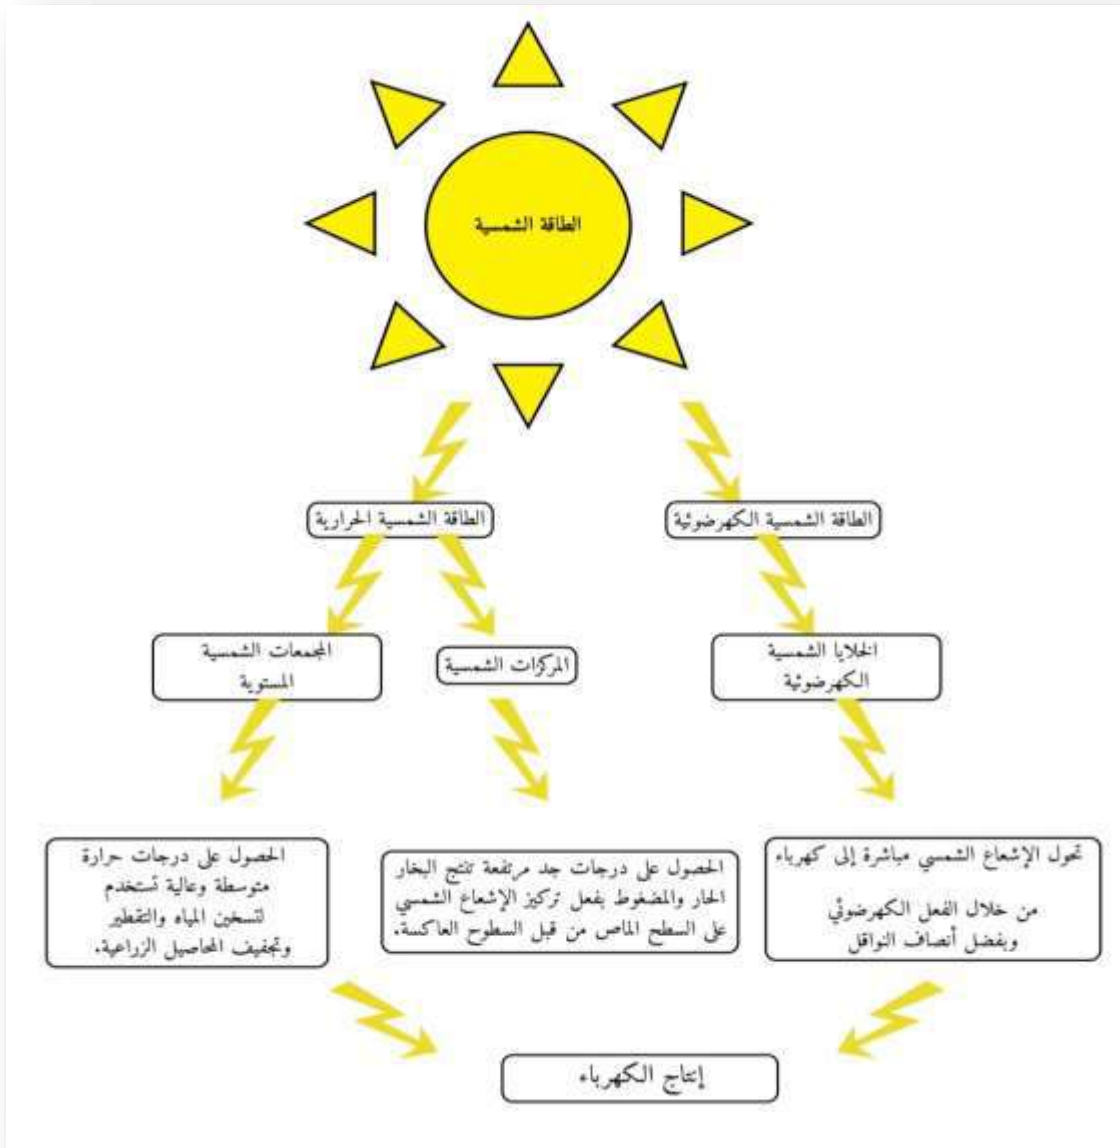 الطاقة الشمسية
الطاقة الشمسية الكهرضوئية
الطاقة الشمسية الحرارية
الخلايا الشمسية
الكهرضوئية
المركزات الشمسية
المجمعات الشمسية
المستوية
تحول الإشعاع الشمسي مباشرة إلى كهرباء
من خلال الفعل الكهرضوئي
وبفضل أنصاف النواقل
الحصول على درجات جد مرتفعة تنتج البخار
الحار والمضغوط بفعل تركيز الإشعاع الشمسي
على السطح الماص من قبل السطوح العاكسة.
الحصول على درجات حرارة
متوسطة وعالية تستخدم
لتسخين المياه والتقطير
وتجفيف المحاصيل الزراعية.
إنتاج الكهرباء